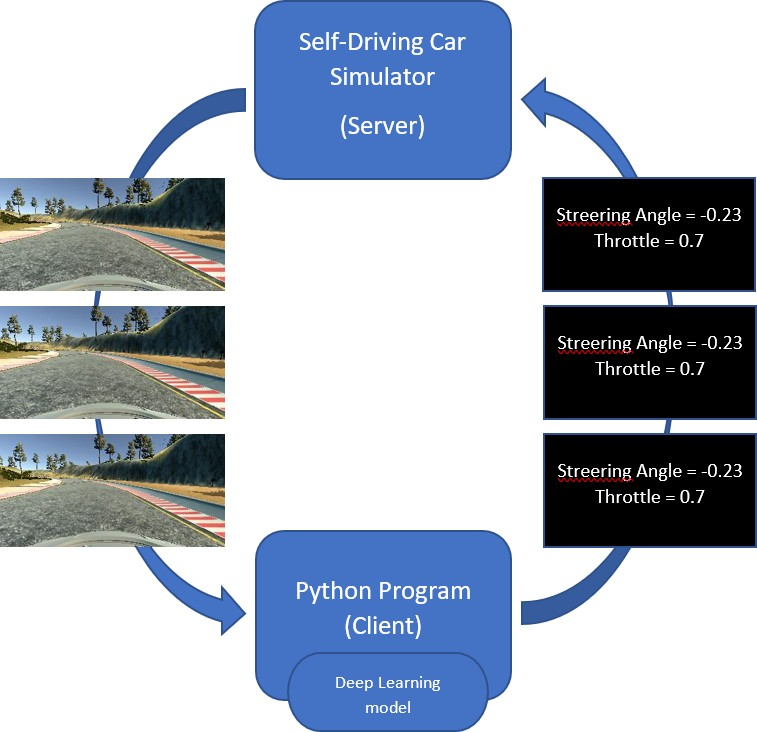 Self-Driving Car
Simulator
(Server)
Streering Angle = -0.23
Throttle = 0.7
Streering Angle = -0.23
Throttle = 0.7
Streering Angle = -0.23
Throttle = 0.7
Python Program
(Client)
Deep Learning
model